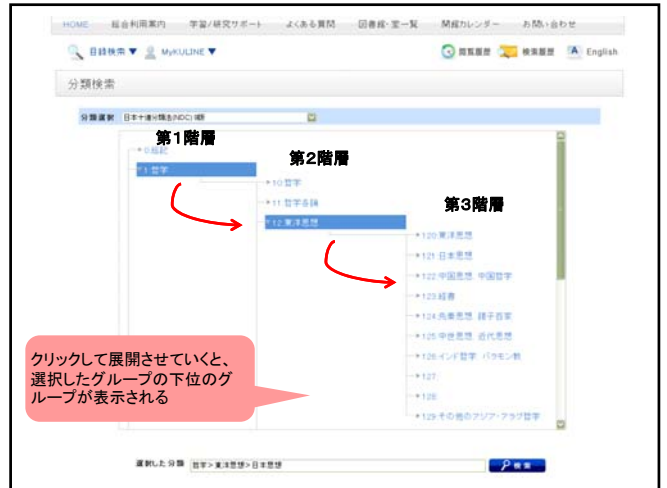 HOME 総合利用案内 学習/研究サポート よくある質問 図書館・室一覧 開館カレンダー お問い合わせ
目録検索 ▼ MyKULINE ▼ 閲覧履歴 検索履歴 A English
分類検索
分類選択 日本十進分類法(NDC) 9版
第1階層
0 総記
第2階層
1 哲学
10 哲学
11 哲学各論
第3階層
12 東洋思想
120 東洋思想
121 日本思想
122 中国思想 中国哲学
123 経書
124 先秦思想 諸子百家
125 中世思想 近代思想
クリックして展開させていくと、
選択したグループの下位のグ
ループが表示される
126 インド哲学 バラモン教
127
128
129 その他のアジア・アラブ哲学
選択した分類 哲学>東洋思想>日本思想 検索